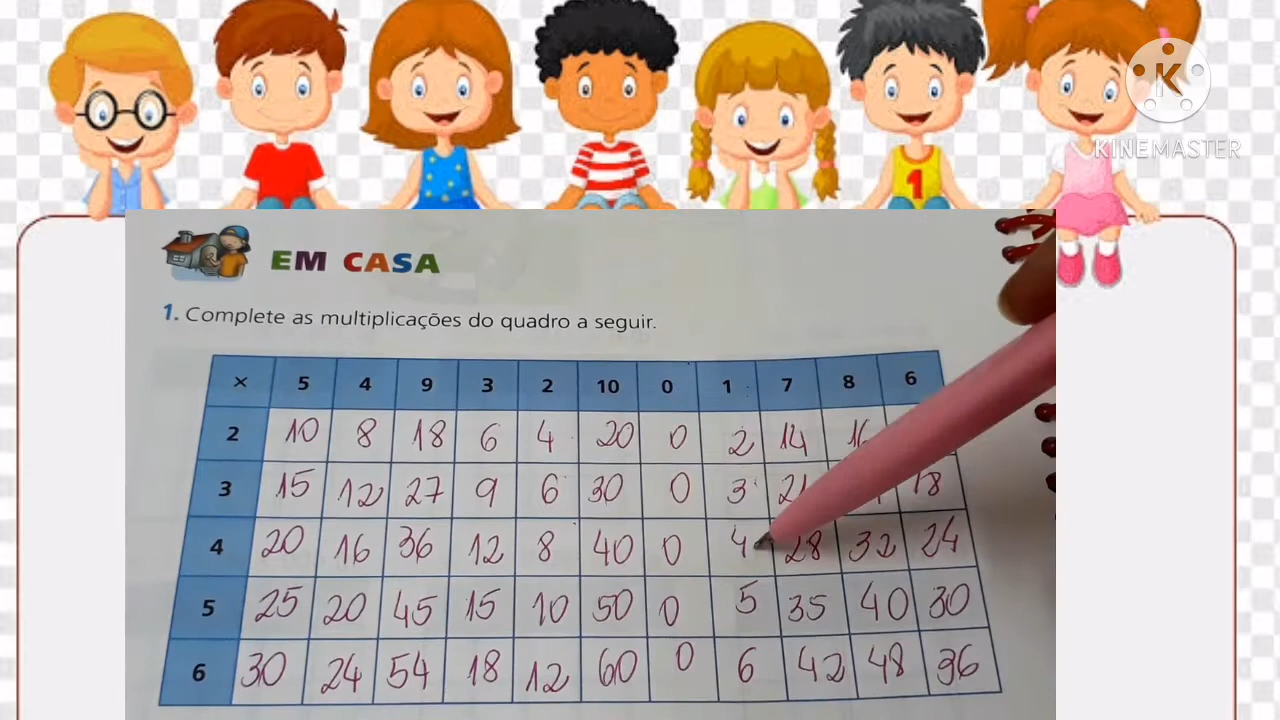 KINEMASTER
1
EM CASA
1. Complete as multiplicações do quadro a seguir.
× 5 4 9 3 2 10 0 1 7 8 6
2 10 8 18 6 4 20 0 2 14 16
3 15 12 27 9 6 30 0 3 21 18
4 20 16 36 12 8 40 0 4 28 32 24
5 25 20 45 15 10 50 0 5 35 40 30
6 30 24 54 18 12 60 0 6 42 48 36